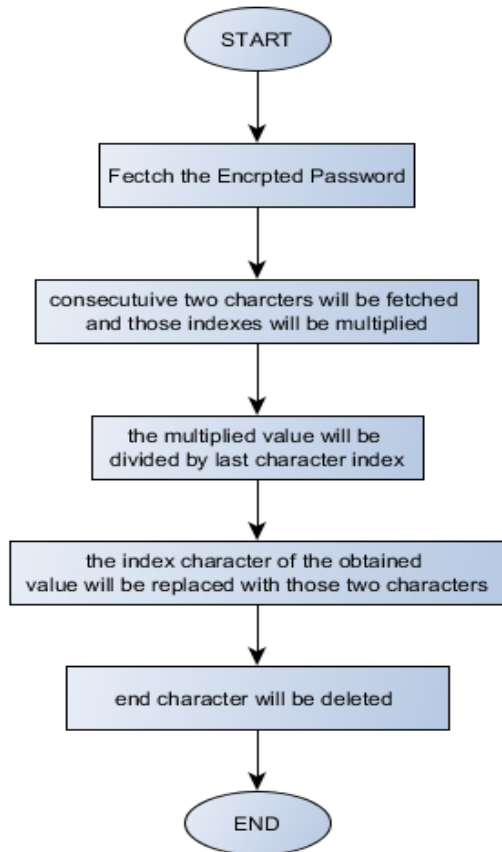 START
Fectch the Encrpted Password
consecutuive two charcters will be fetched
and those indexes will be multiplied
the multiplied value will be
divided by last character index
the index character of the obtained
value will be replaced with those two characters
end character will be deleted
END